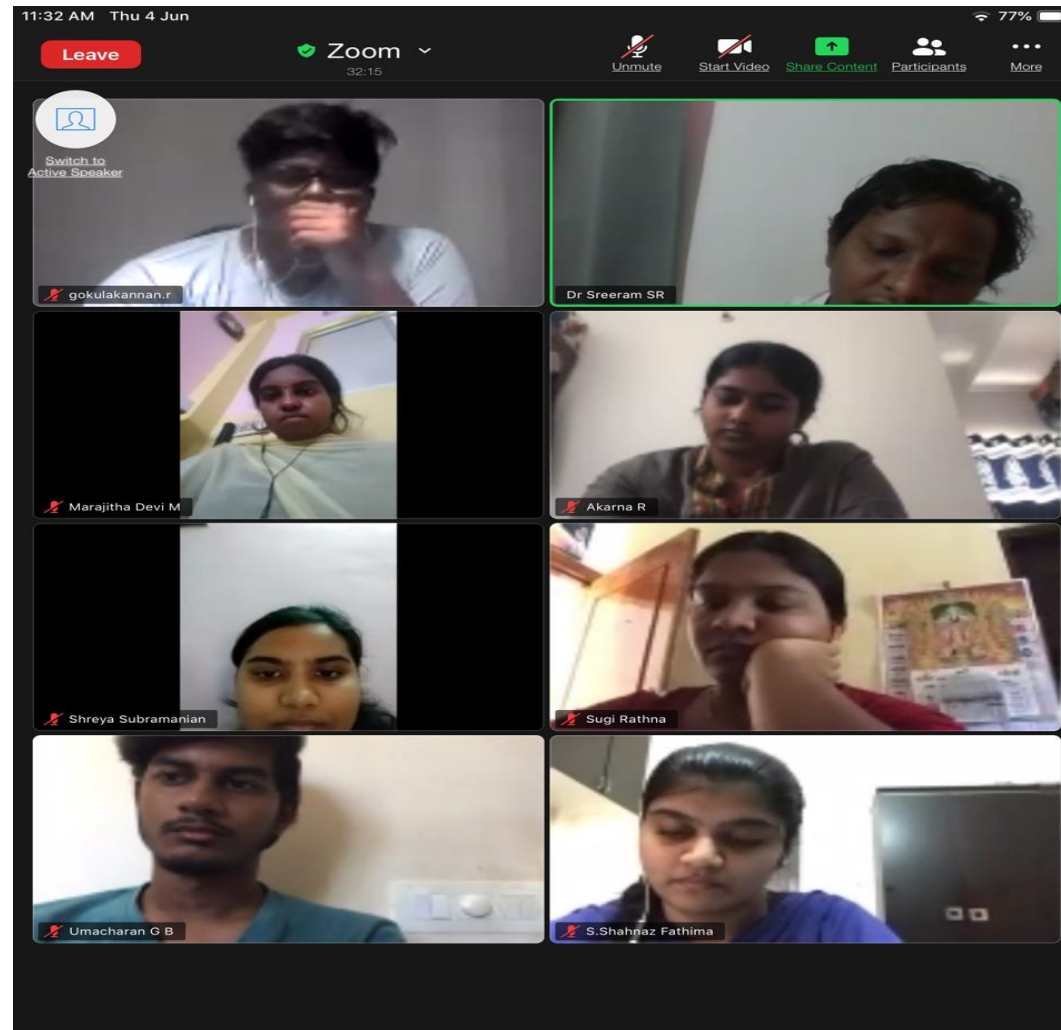 11:32 AM Thu 4 Jun
77%
Leave
Zoom
32:15
Unmute
Start Video
Share Content
Participants
More
Switch to
Active Speaker
gokulakannan.r
Dr Sreeram SR
Marajitha Devi M
Akarna R
Shreya Subramanian
Sugi Rathna
Umacharan G B
S.Shahnaz Fathima